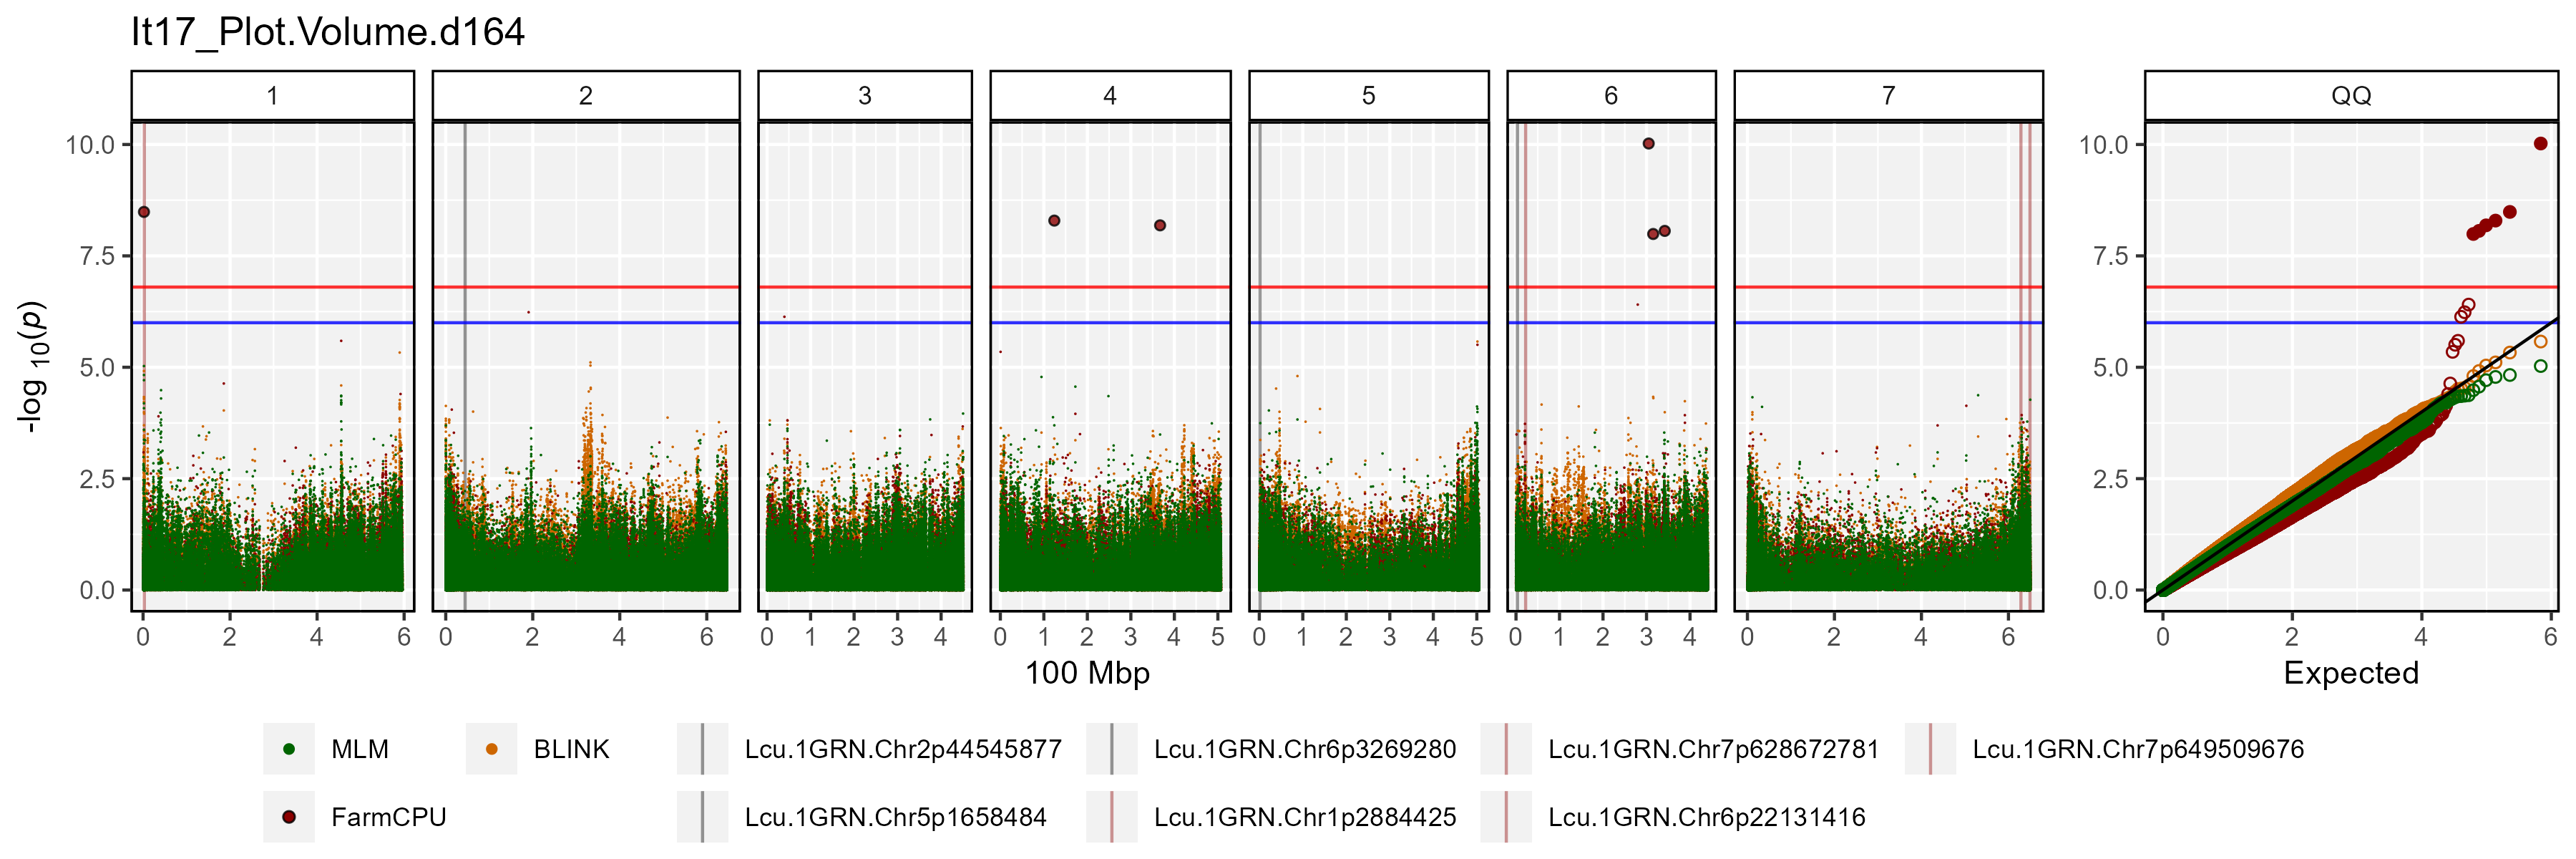 It17_Plot.Volume.d164
1 2 3 4 5 6 7 QQ
-log 10(p)
10.0
7.5
5.0
2.5
0.0
10.0
7.5
5.0
2.5
0.0
0 2 4 6 0 2 4 6 0 1 2 3 4 0 1 2 3 4 5 0 1 2 3 4 5 0 1 2 3 4 0 2 4 6 0 2 4 6
100 Mbp Expected
MLM BLINK Lcu.1GRN.Chr2p44545877 Lcu.1GRN.Chr6p3269280 Lcu.1GRN.Chr7p628672781 Lcu.1GRN.Chr7p649509676
FarmCPU Lcu.1GRN.Chr5p1658484 Lcu.1GRN.Chr1p2884425 Lcu.1GRN.Chr6p22131416